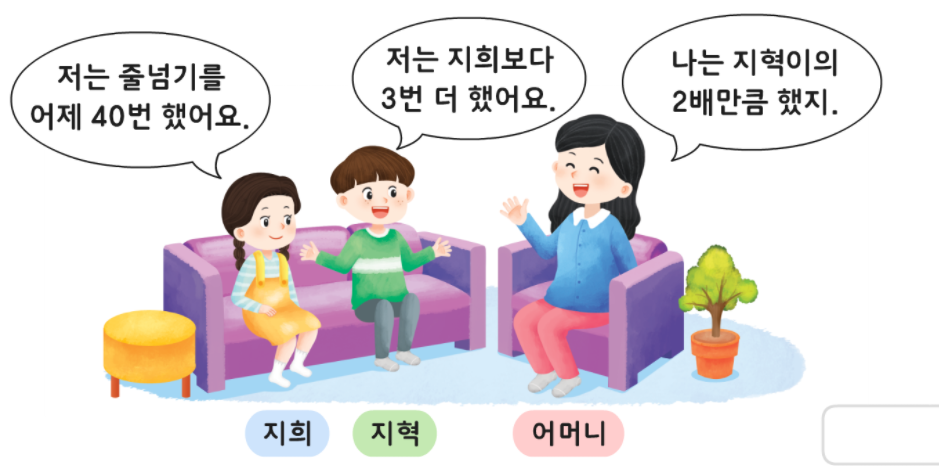 저는 줄넘기를
어제 40번 했어요.
저는 지희보다
3번 더 했어요.
나는 지혁이의
2배만큼 했지.
지희
지혁
어머니